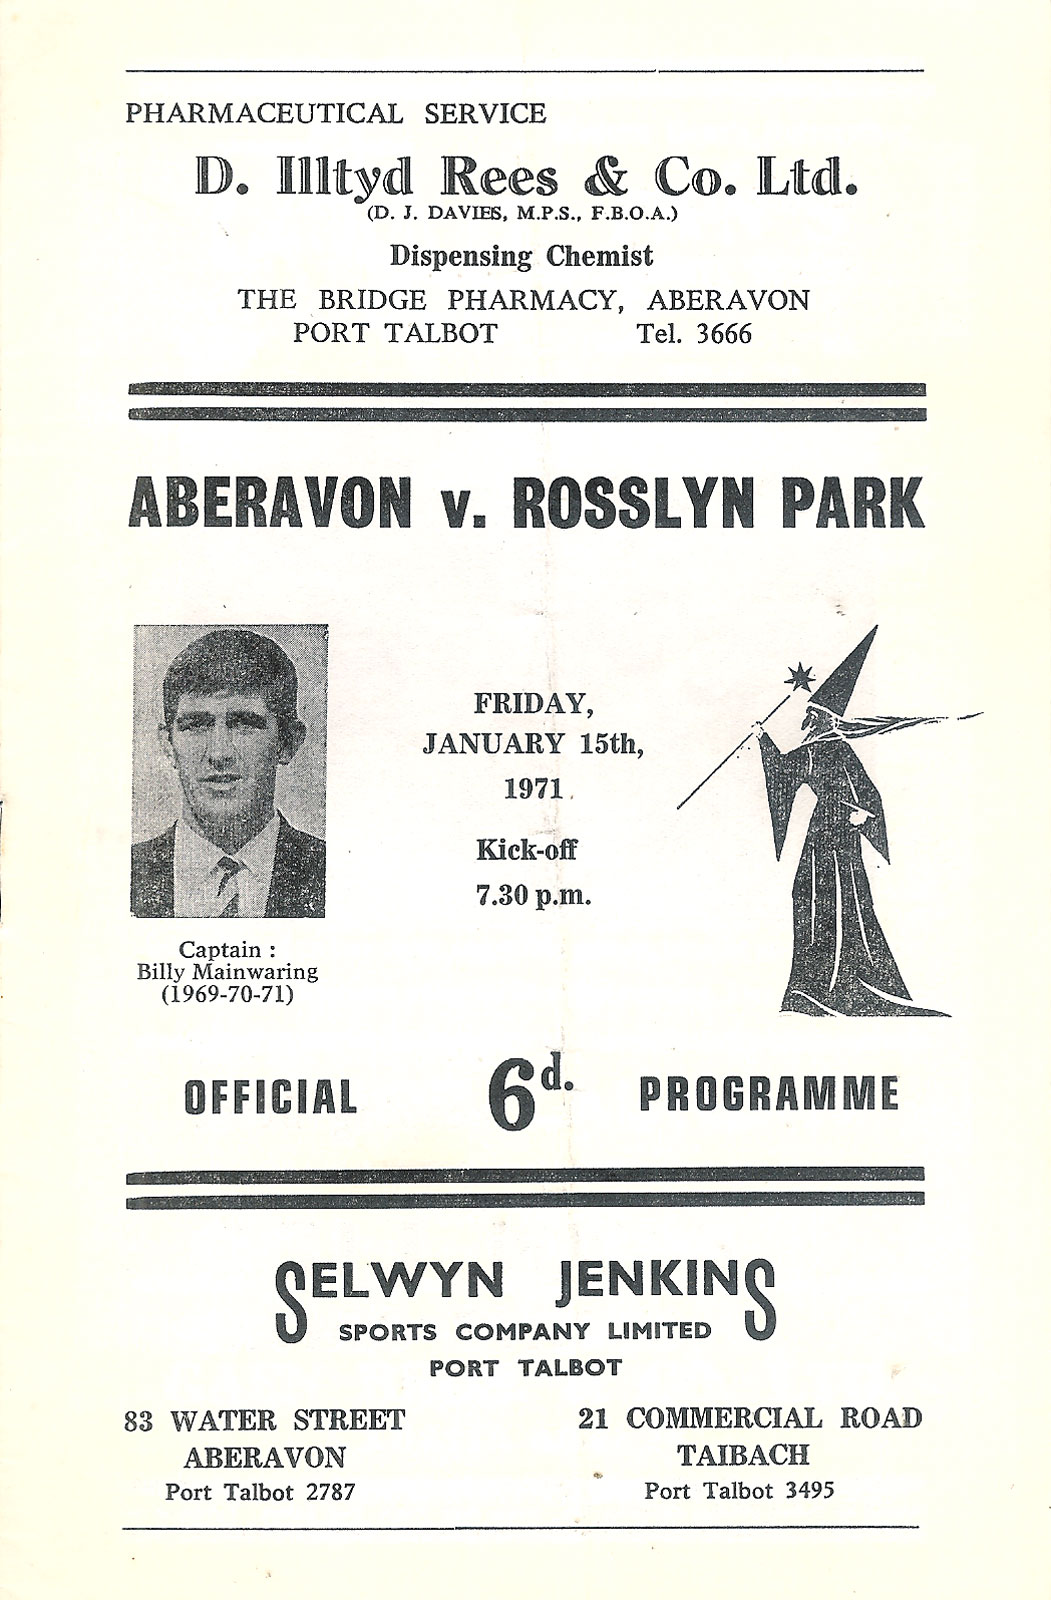 PHARMACEUTICAL SERVICE
D. Illtyd Rees & Co. Ltd.
(D. J. DAVIES, M.P.S., F.B.O.A.)
Dispensing Chemist
THE BRIDGE PHARMACY, ABERAVON
PORT TALBOT Tel. 3666
ABERAVON v. ROSSLYN PARK
FRIDAY,
JANUARY 15th,
1971
Kick-off
7.30 p.m.
Captain :
Billy Mainwaring
(1969-70-71)
OFFICIAL 6d. PROGRAMME
SELWYN JENKINS
SPORTS COMPANY LIMITED
PORT TALBOT
83 WATER STREET
ABERAVON
Port Talbot 2787
21 COMMERCIAL ROAD
TAIBACH
Port Talbot 3495